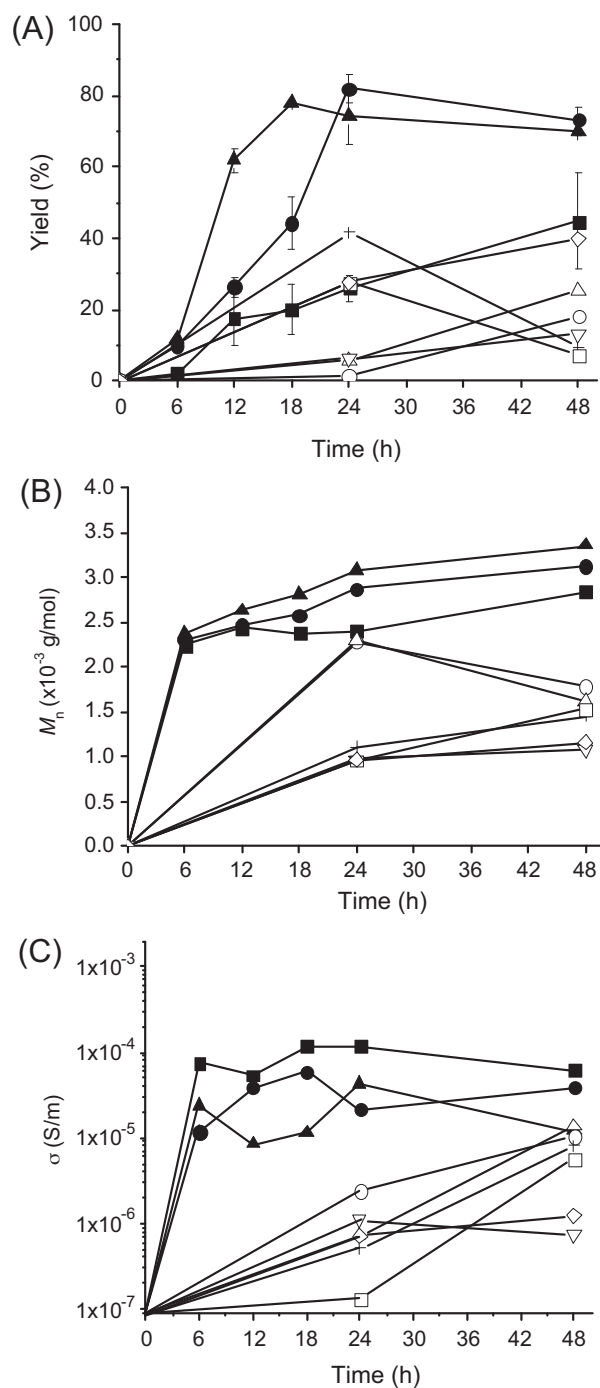 (A)
100
80
60
40
20
0
Yield (%)
0 6 12 18 24 30 36 42 48
Time (h)
(B)
4.0
3.5
3.0
2.5
2.0
1.5
1.0
0.5
0.0
Mn (x10⁻³ g/mol)
0 6 12 18 24 30 36 42 48
Time (h)
(C)
1x10⁻³
1x10⁻⁴
1x10⁻⁵
1x10⁻⁶
1x10⁻⁷
σ (S/m)
0 6 12 18 24 30 36 42 48
Time (h)